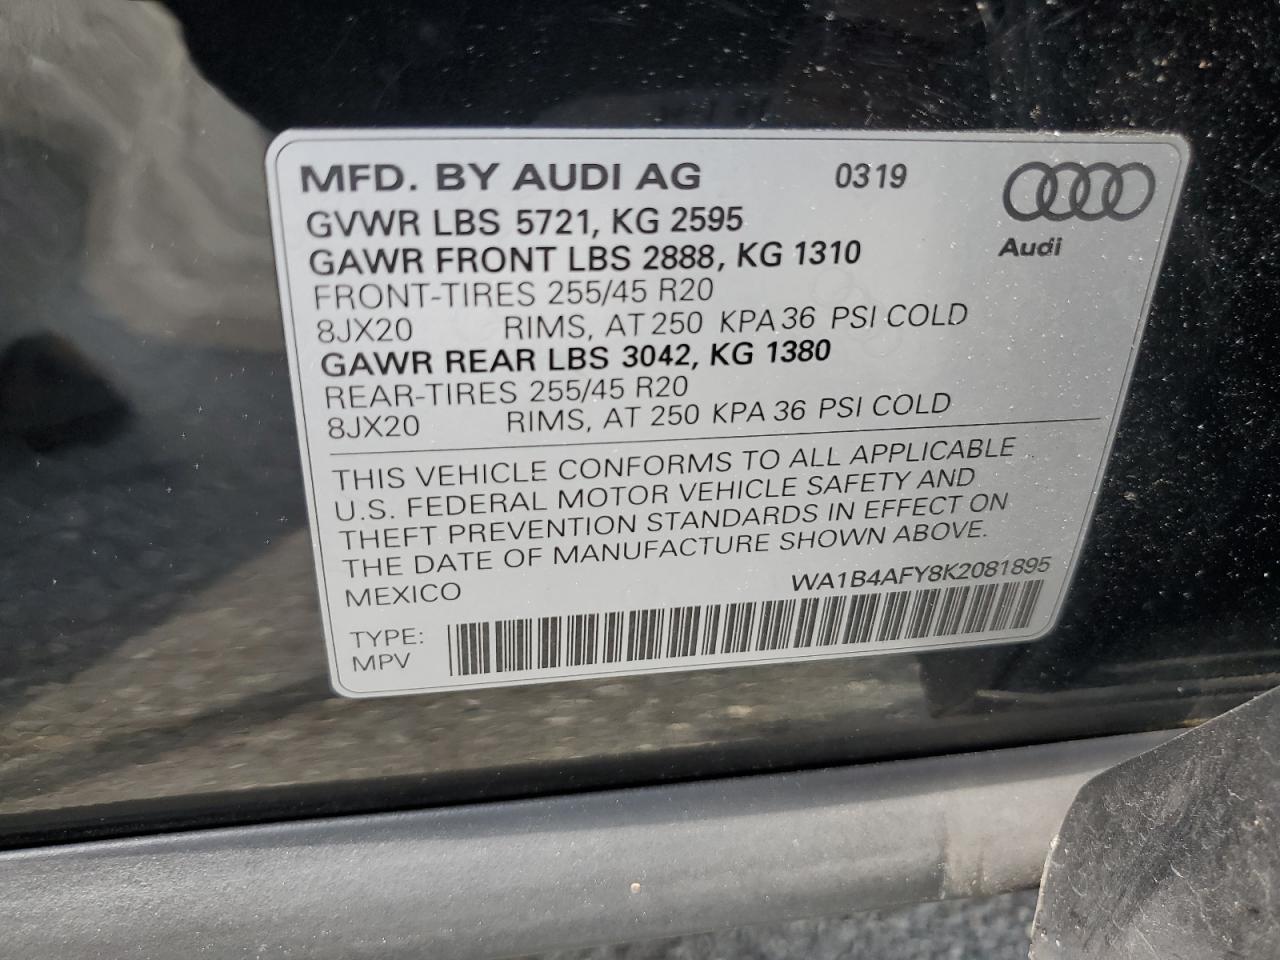 MFD. BY AUDI AG 0319
Audi
GVWR LBS 5721, KG 2595
GAWR FRONT LBS 2888, KG 1310
FRONT-TIRES 255/45 R20
8JX20 RIMS, AT 250 KPA 36 PSI COLD
GAWR REAR LBS 3042, KG 1380
REAR-TIRES 255/45 R20
8JX20 RIMS, AT 250 KPA 36 PSI COLD
THIS VEHICLE CONFORMS TO ALL APPLICABLE
U.S. FEDERAL MOTOR VEHICLE SAFETY AND
THEFT PREVENTION STANDARDS IN EFFECT ON
THE DATE OF MANUFACTURE SHOWN ABOVE.
MEXICO WA1B4AFY8K2081895
TYPE:
MPV